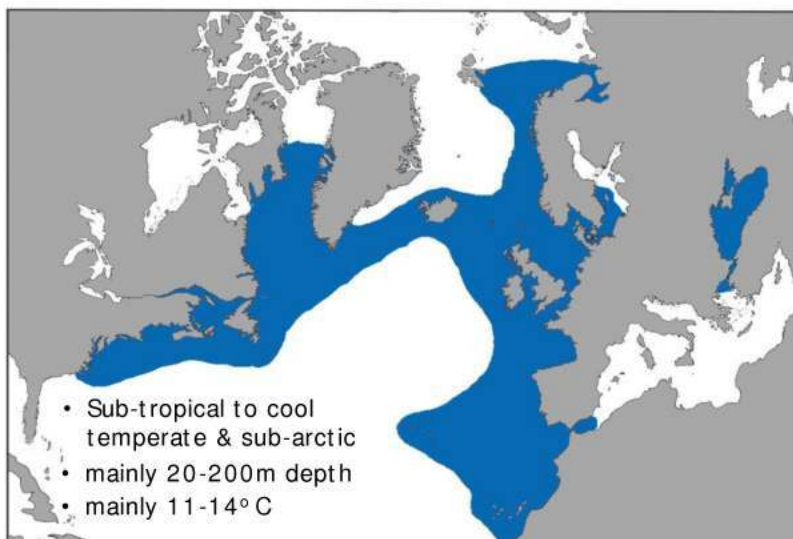 • Sub-tropical to cool
temperate & sub-arctic
• mainly 20-200m depth
• mainly 11-14° C